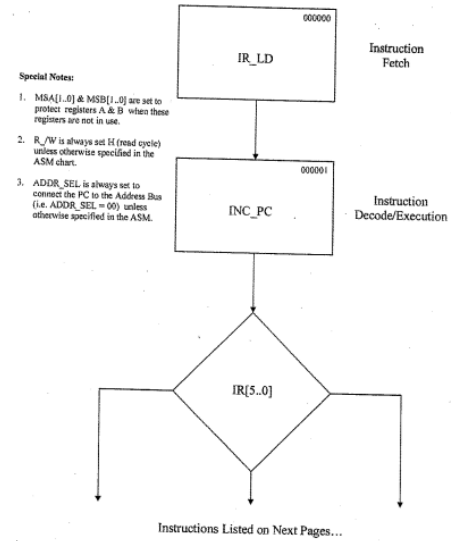 000000
IR_LD
Instruction
Fetch
Special Notes:
1. MSA[1..0] & MSB[1..0] are set to
protect registers A & B when these
registers are not in use.
2. R_/W is always set H (read cycle)
unless otherwise specified in the
ASM chart.
3. ADDR_SEL is always set to
connect the PC to the Address Bus
(i.e. ADDR_SEL = 00) unless
otherwise specified in the ASM.
000001
INC_PC
Instruction
Decode/Execution
IR[5..0]
Instructions Listed on Next Pages...